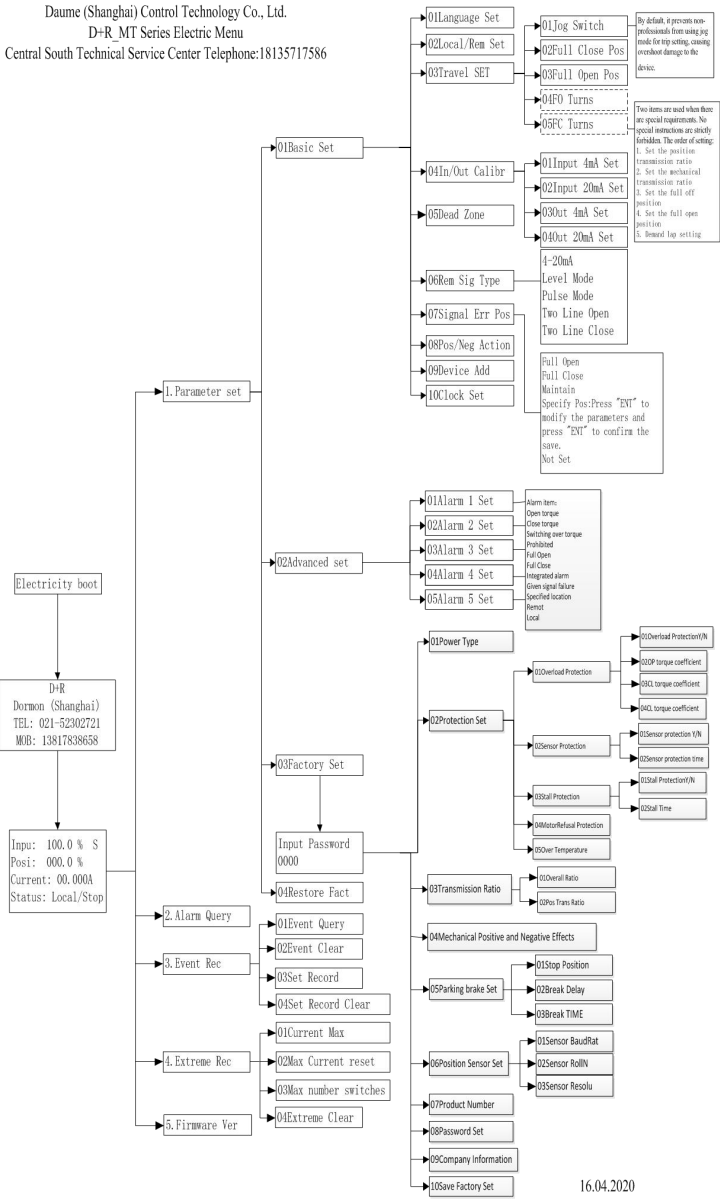 Daume (Shanghai) Control Technology Co., Ltd.
D+R_MT Series Electric Menu
Central South Technical Service Center Telephone:18135717586
Electricity boot
D+R
Dormon (Shanghai)
TEL: 021-52302721
MOB: 13817838658
Inpu: 100.0 % S
Posi: 000.0 %
Current: 00.000A
Status: Local/Stop
1.Parameter set
2.Alarm Query
3.Event Rec
4.Extreme Rec
5.Firmware Ver
01Basic Set
02Advanced set
03Factory Set
Input Password
0000
04Restore Fact
01Event Query
02Event Clear
03Set Record
04Set Record Clear
01Current Max
02Max Current reset
03Max number switches
04Extreme Clear
01Language Set
02Local/Rem Set
03Travel SET
04In/Out Calibr
05Dead Zone
06Rem Sig Type
07Signal Err Pos
08Pos/Neg Action
09Device Add
10Clock Set
01Jog Switch
02Full Close Pos
03Full Open Pos
04FO Turns
05FC Turns
01Input 4mA Set
02Input 20mA Set
03Out 4mA Set
04Out 20mA Set
By default, it prevents non-
professionals from using jog
mode for trip setting, causing
overshoot damage to the
device.
Two items are used when there
are special requirements. No
special instructions are strictly
forbidden. The order of setting:
1. Set the position
transmission ratio
2. Set the mechanical
transmission ratio
3. Set the full off
position
4. Set the full open
position
5. Demand lap setting
4-20mA
Level Mode
Pulse Mode
Two Line Open
Two Line Close
Full Open
Full Close
Maintain
Specify Pos:Press "ENT" to
modify the parameters and
press "ENT" to confirm the
save.
Not Set
01Alarm 1 Set
02Alarm 2 Set
03Alarm 3 Set
04Alarm 4 Set
05Alarm 5 Set
Alarm item:
Open torque
Close torque
Switching over torque
Prohibited
Full Open
Full Close
Integrated alarm
Given signal failure
Specified location
Remot
Local
01Power Type
02Protection Set
03Transmission Ratio
04Mechanical Positive and Negative Effects
05Parking brake Set
06Position Sensor Set
07Product Number
08Password Set
09Company Information
10Save Factory Set
01Overload Protection
02Sensor Protection
03Stall Protection
04MotorRefusal Protection
05Over Temperature
01Overload ProtectionY/N
02OP torque coefficient
03CL torque coefficient
04CL torque coefficient
01Sensor protection Y/N
02Sensor protection time
01Stall ProtectionY/N
02Stall Time
01Overall Ratio
02Pos Trans Ratio
01Stop Position
02Break Delay
03Break TIME
01Sensor BaudRat
02Sensor RollN
03Sensor Resolu
16.04.2020